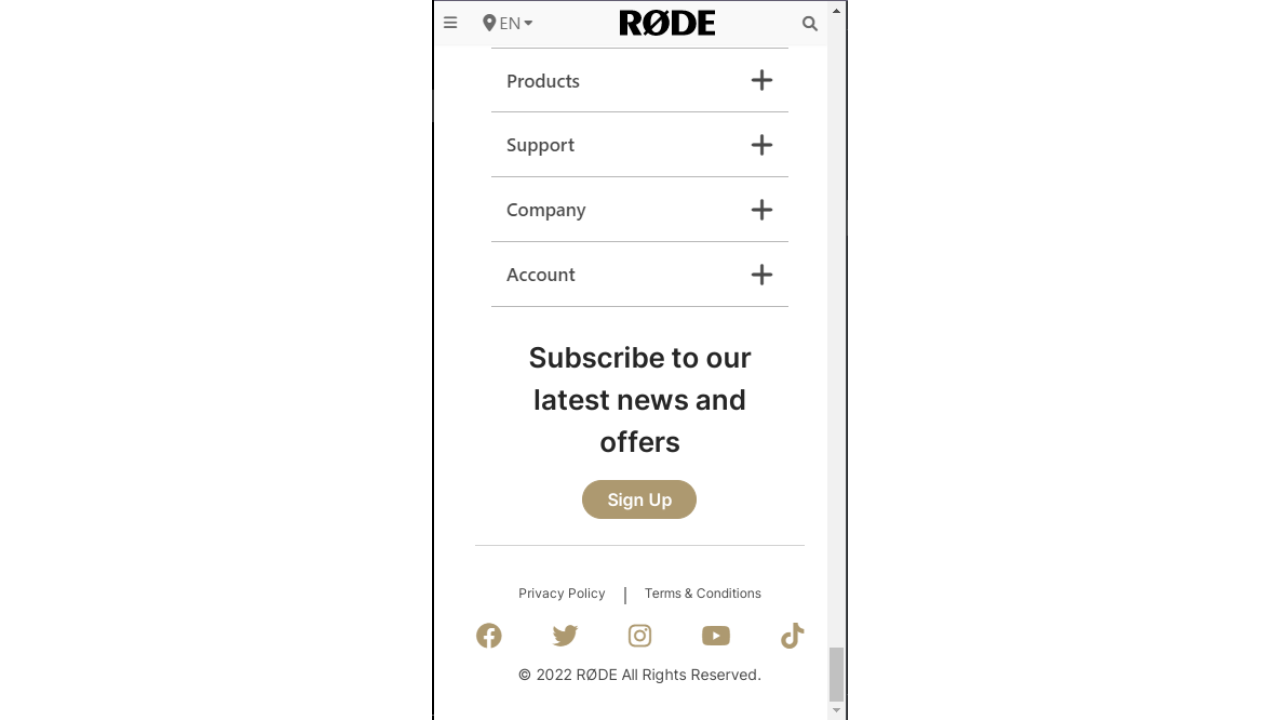 EN
RØDE
Products
Support
Company
Account
Subscribe to our
latest news and
offers
Sign Up
Privacy Policy | Terms & Conditions
© 2022 RØDE All Rights Reserved.